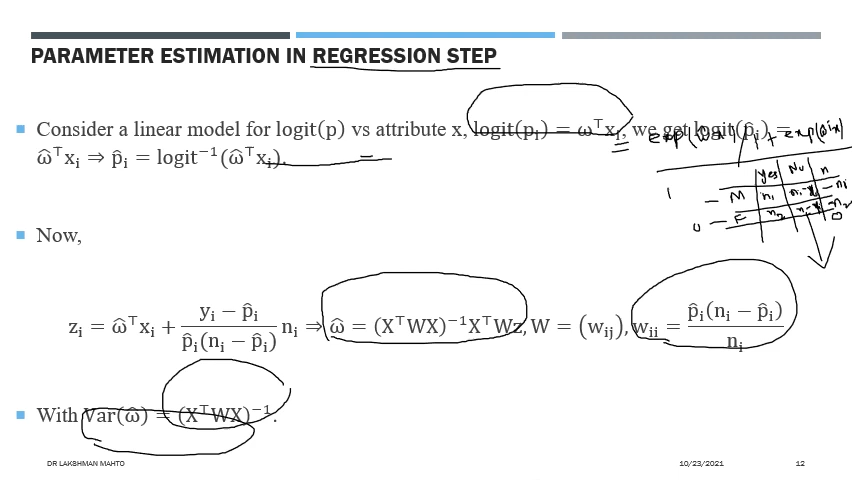 PARAMETER ESTIMATION IN REGRESSION STEP
Consider a linear model for logit(p) vs attribute x, logit(pᵢ) = ωᵀxᵢ, we get logit(p̂ᵢ) =
ω̂ᵀxᵢ ⇒ p̂ᵢ = logit⁻¹(ω̂ᵀxᵢ).
Yes No n
1 M n₁
0 F n₂
Now,
zᵢ = ω̂ᵀxᵢ + (yᵢ − p̂ᵢ)/(p̂ᵢ(nᵢ − p̂ᵢ)) nᵢ ⇒ ω̂ = (XᵀWX)⁻¹XᵀWz, W = (wᵢⱼ), wᵢᵢ = p̂ᵢ(nᵢ − p̂ᵢ)/nᵢ
With Var(ω̂) = (XᵀWX)⁻¹.
DR LAKSHMAN MAHTO 10/23/2021 12